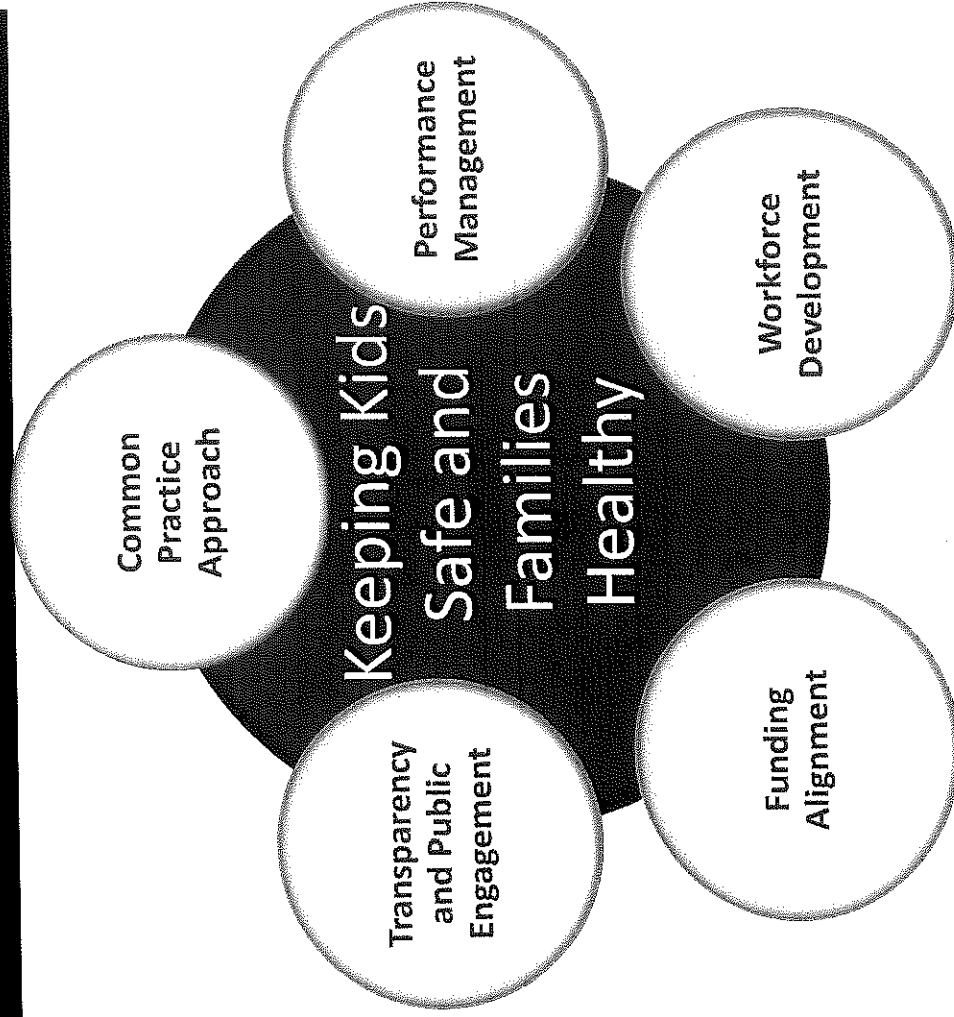 Common
Practice
Approach
Performance
Management
Workforce
Development
Funding
Alignment
Transparency
and Public
Engagement
Keeping Kids
Safe and
Families
Healthy